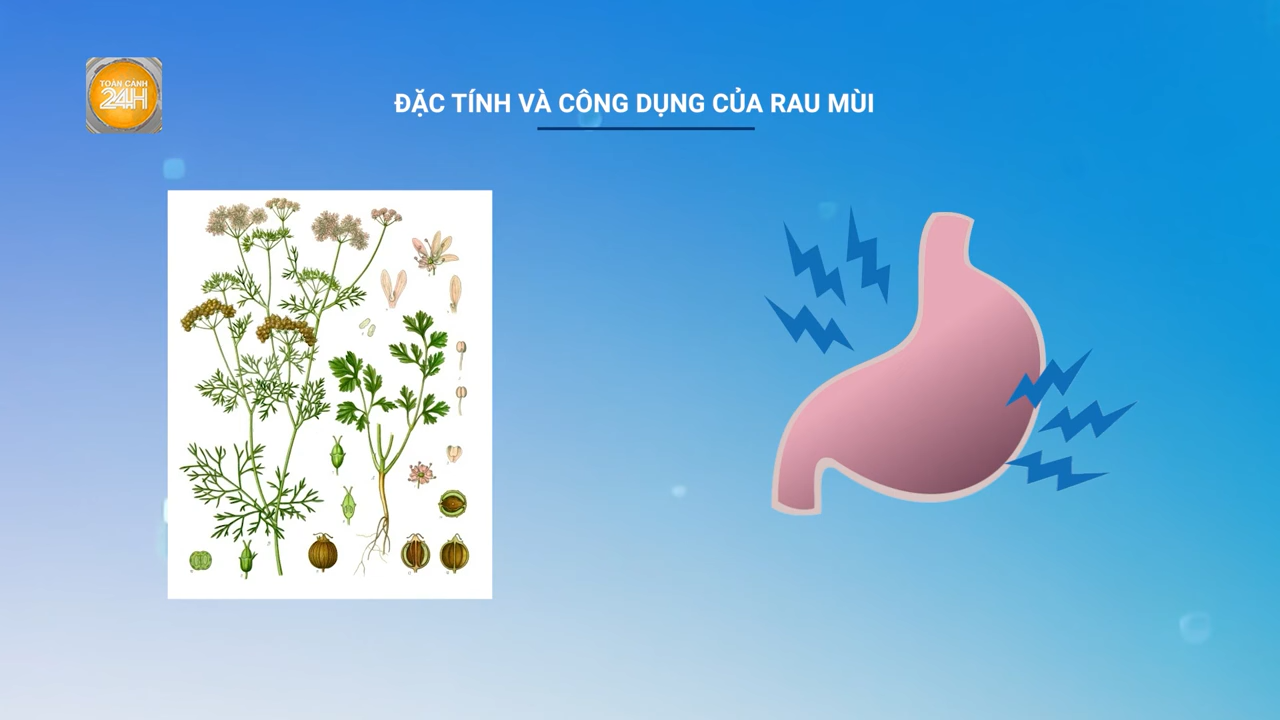 TOÀN CẢNH
24H
ĐẶC TÍNH VÀ CÔNG DỤNG CỦA RAU MÙI